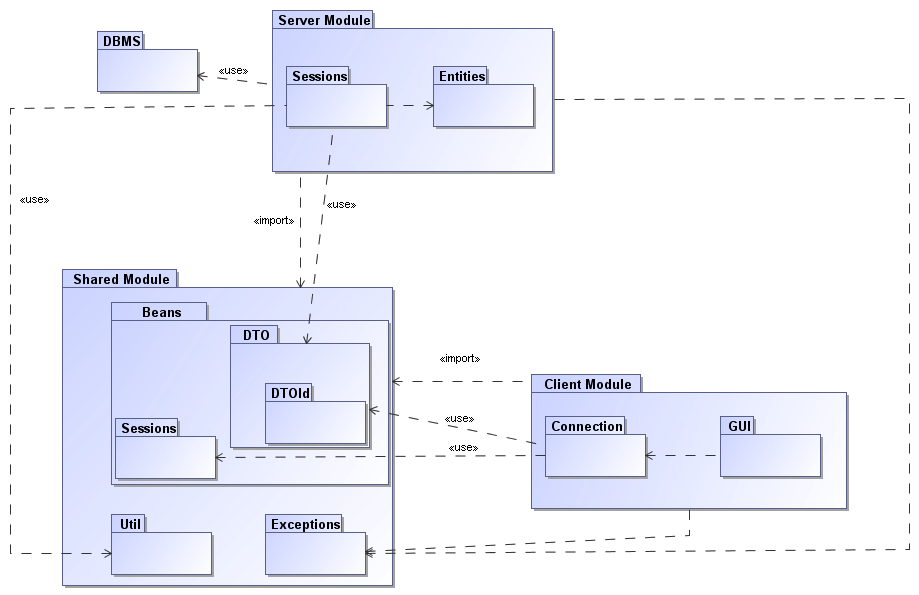 Server Module
DBMS
«use»
Sessions
Entities
«use»
«use»
«import»
Shared Module
Beans
DTO
«import»
Client Module
DTOId
«use»
Sessions
Connection
GUI
«use»
Util
Exceptions